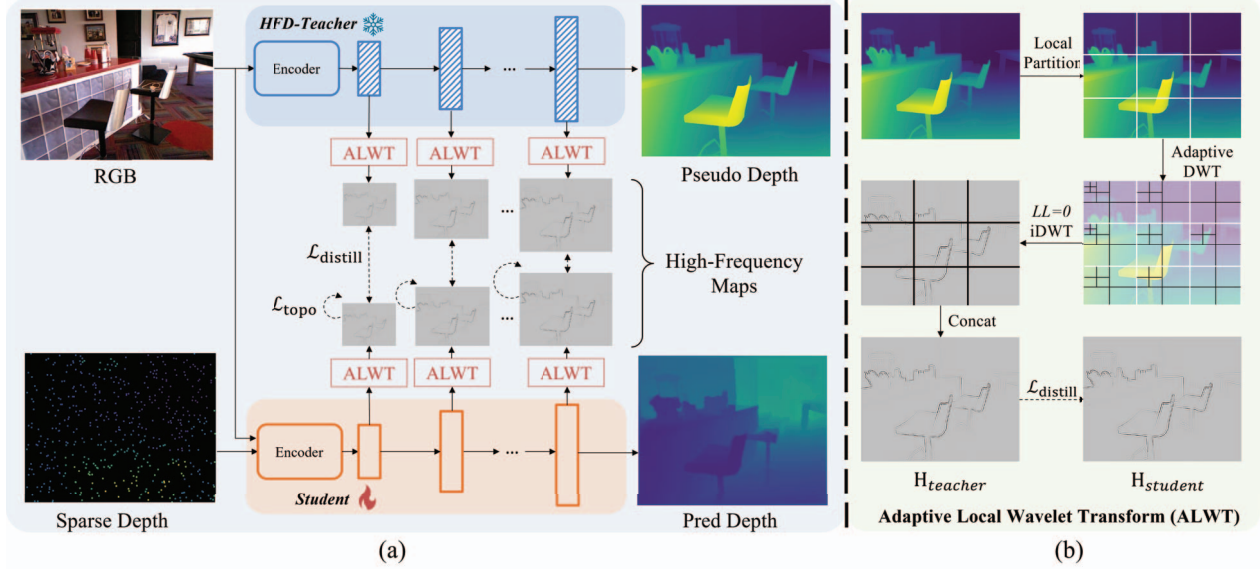 HFD-Teacher
Encoder
...
RGB
ALWT
ALWT
ALWT
Pseudo Depth
...
ℒdistill
ℒtopo
...
High-Frequency
Maps
ALWT
ALWT
ALWT
Encoder
...
Student
Sparse Depth
Pred Depth
(a)
Local
Partition
Adaptive
DWT
LL=0
iDWT
Concat
ℒdistill
Hteacher
Hstudent
Adaptive Local Wavelet Transform (ALWT)
(b)